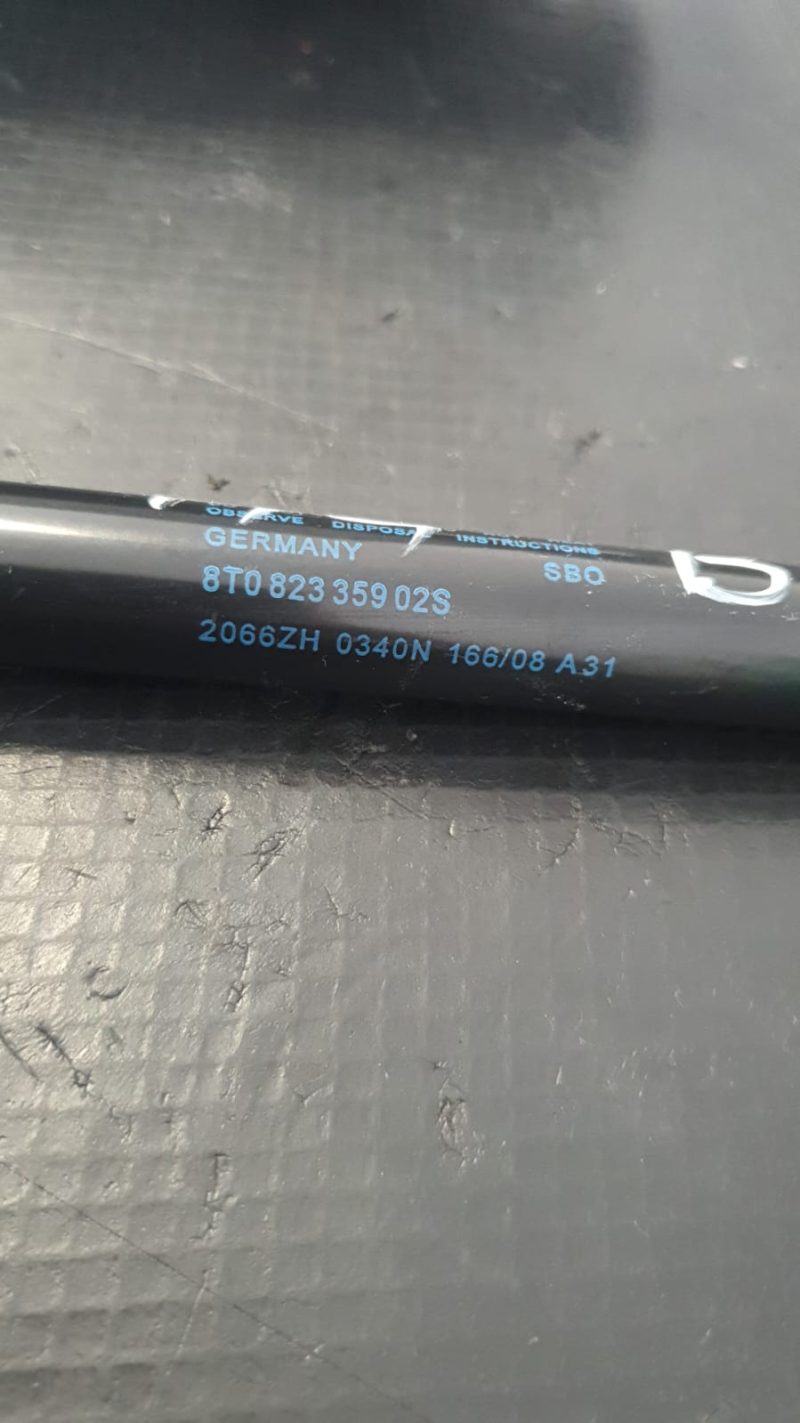 OBSERVE DISPOSAL INSTRUCTIONS
GERMANY SBO
8T0 823 359 02S
2066ZH 0340N 166/08 A31